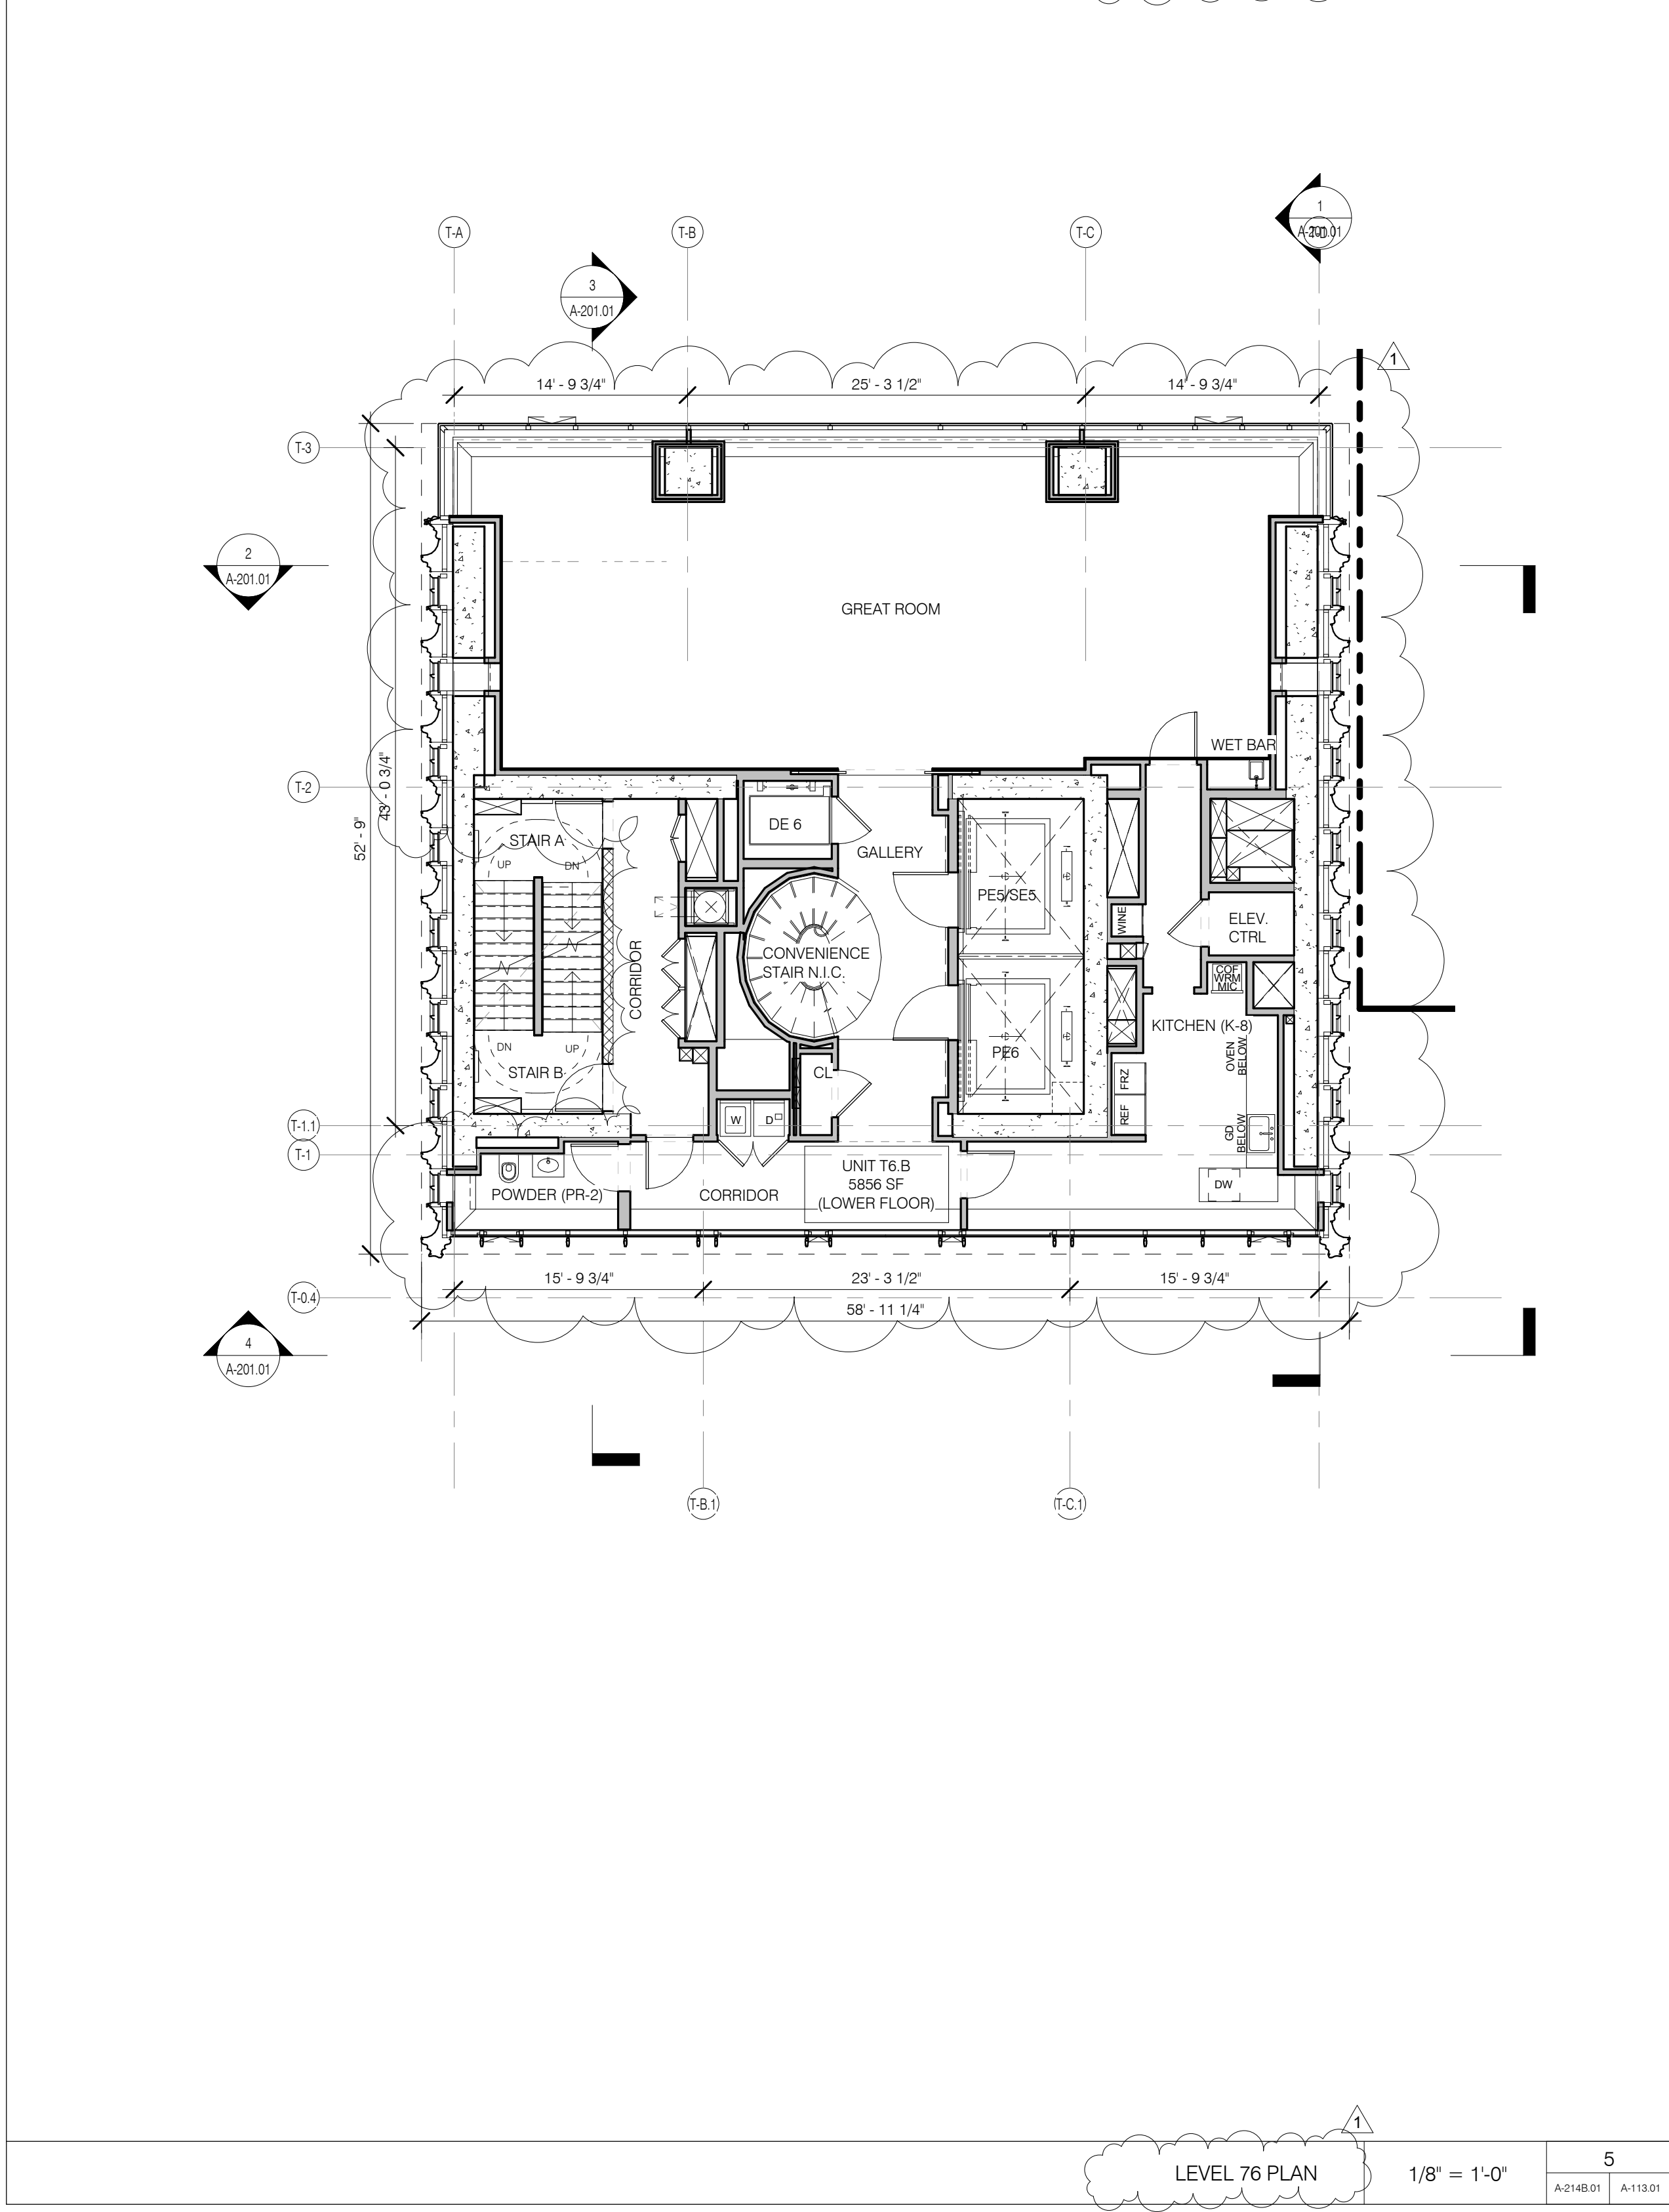 1
A-201.01
T-D
T-A
T-B
T-C
3
A-201.01
1
14' - 9 3/4"
25' - 3 1/2"
14' - 9 3/4"
T-3
2
A-201.01
GREAT ROOM
WET BAR
43' - 0 3/4"
52' - 9"
T-2
STAIR A
UP
DN
DE 6
GALLERY
PE5/SE5
WINE
ELEV.
CTRL
CORRIDOR
CONVENIENCE
STAIR N.I.C.
COF
WRM
MIC
KITCHEN (K-8)
DN
UP
STAIR B
CL
PE6
OVEN
BELOW
FRZ
REF
W
D
GD
BELOW
T-1.1
T-1
UNIT T6.B
5856 SF
(LOWER FLOOR)
POWDER (PR-2)
CORRIDOR
DW
15' - 9 3/4"
23' - 3 1/2"
15' - 9 3/4"
T-0.4
58' - 11 1/4"
4
A-201.01
T-B.1
T-C.1
1
LEVEL 76 PLAN
1/8" = 1'-0"
5
A-214B.01
A-113.01